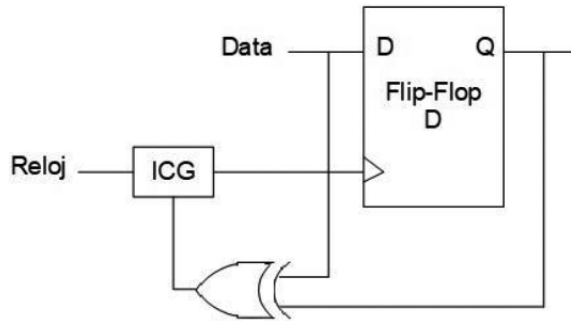 Data
D
Q
Flip-Flop
D
Reloj
ICG